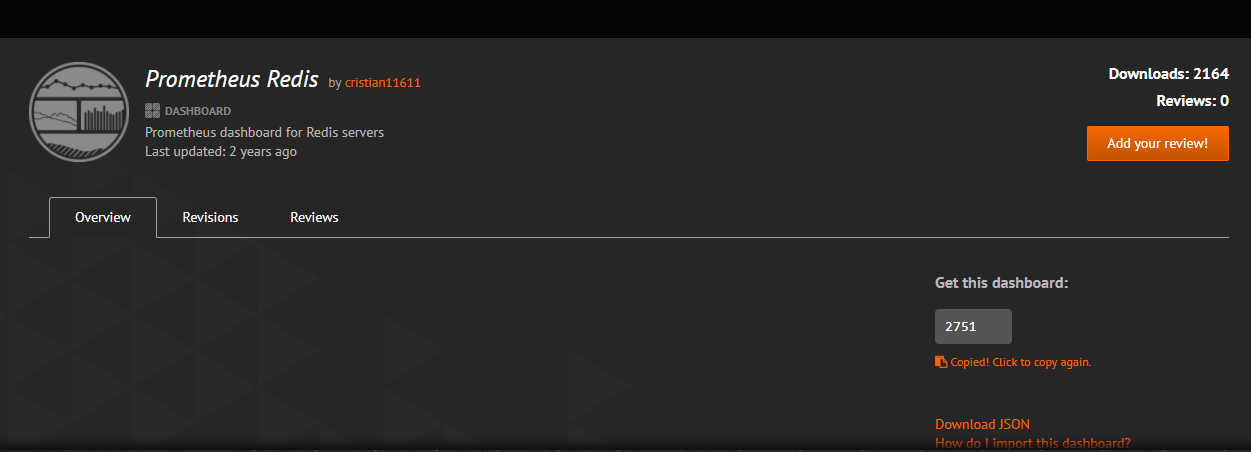 Prometheus Redis by cristian11611
DASHBOARD
Prometheus dashboard for Redis servers
Last updated: 2 years ago
Downloads: 2164
Reviews: 0
Add your review!
Overview Revisions Reviews
Get this dashboard:
2751
Copied! Click to copy again.
Download JSON
How do I import this dashboard?